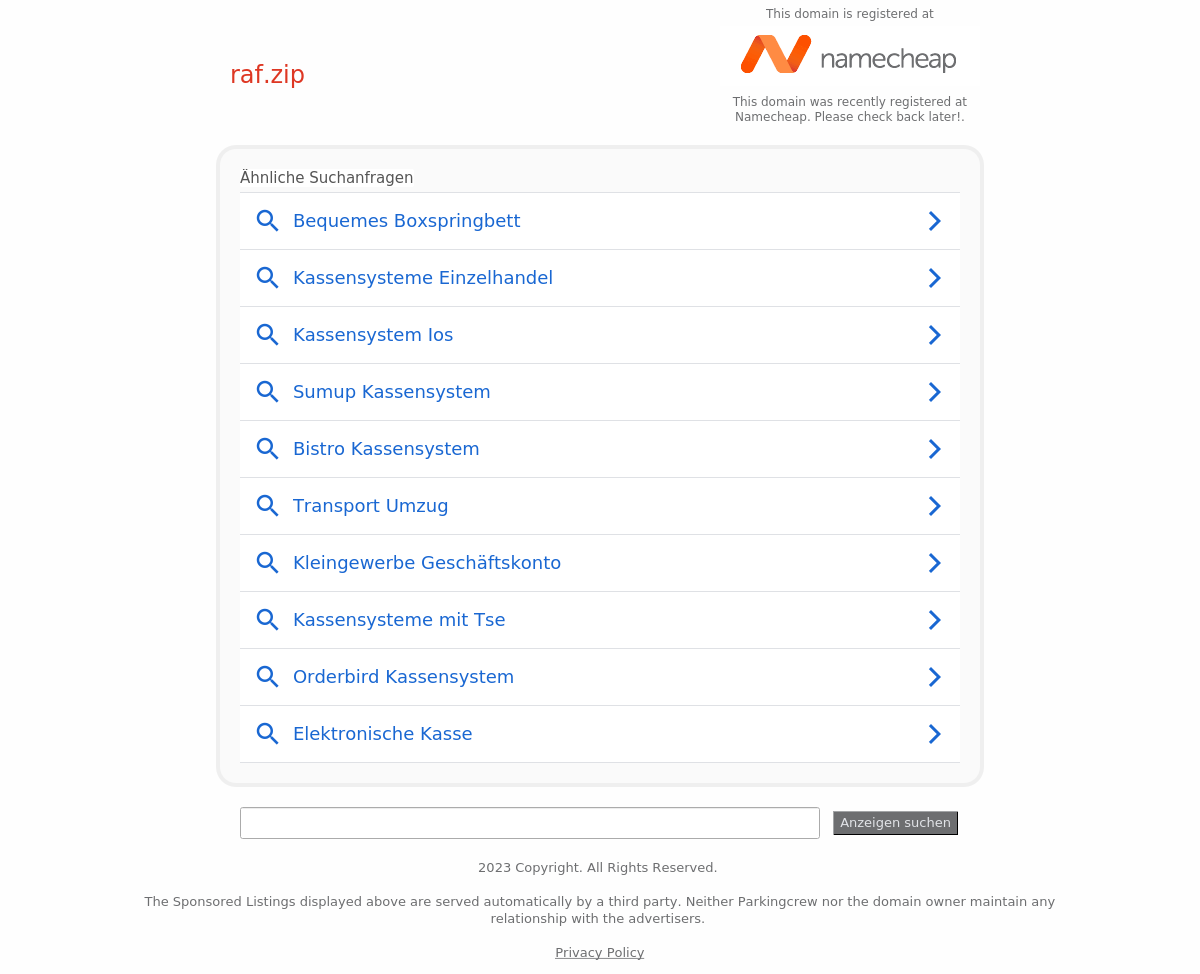 This domain is registered at
namecheap
raf.zip
This domain was recently registered at
Namecheap. Please check back later!.
Ähnliche Suchanfragen
Bequemes Boxspringbett
Kassensysteme Einzelhandel
Kassensystem Ios
Sumup Kassensystem
Bistro Kassensystem
Transport Umzug
Kleingewerbe Geschäftskonto
Kassensysteme mit Tse
Orderbird Kassensystem
Elektronische Kasse
Anzeigen suchen
2023 Copyright. All Rights Reserved.
The Sponsored Listings displayed above are served automatically by a third party. Neither Parkingcrew nor the domain owner maintain any
relationship with the advertisers.
Privacy Policy